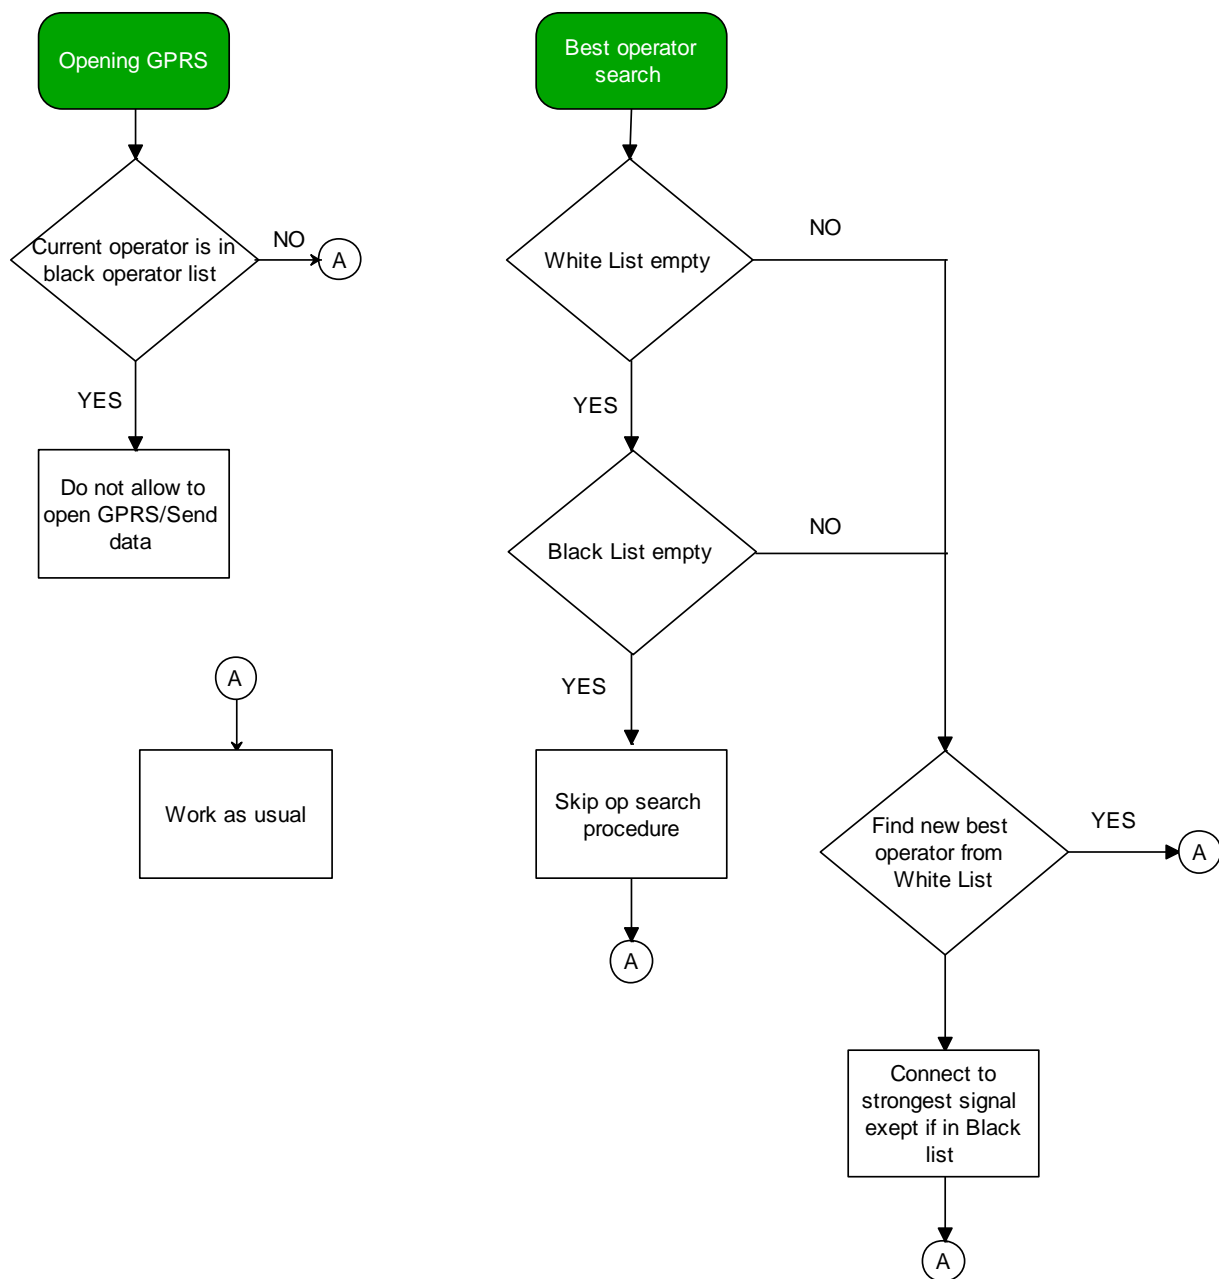 Opening GPRS
Current operator is in
black operator list
NO
A
YES
Do not allow to
open GPRS/Send
data
A
Work as usual
Best operator
search
White List empty
NO
YES
Black List empty
NO
YES
Skip op search
procedure
A
Find new best
operator from
White List
YES
A
Connect to
strongest signal
exept if in Black
list
A